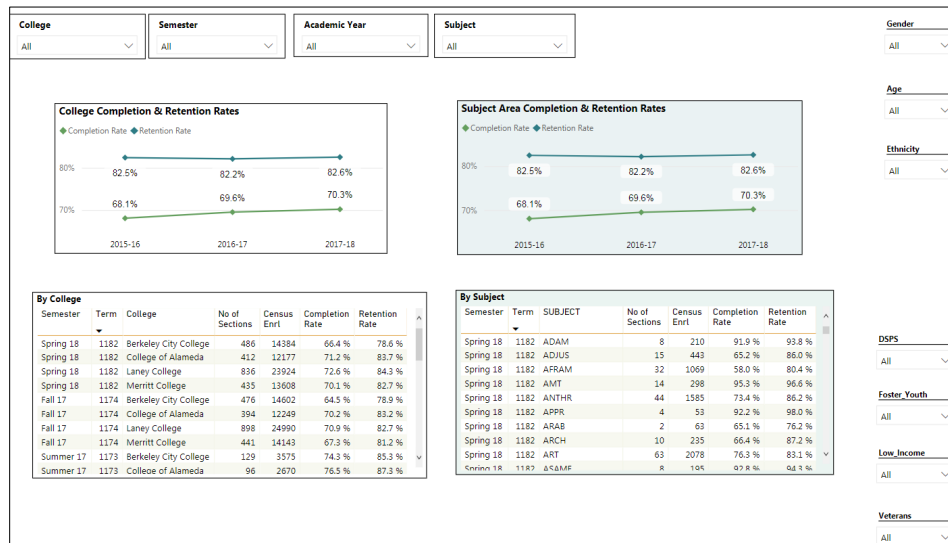 College
All
Semester
All
Academic Year
All
Subject
All
Gender
All
Age
All
Ethnicity
All
College Completion & Retention Rates
Completion Rate Retention Rate
80%
70%
82.5% 82.2% 82.6%
68.1% 69.6% 70.3%
2015-16 2016-17 2017-18
Subject Area Completion & Retention Rates
Completion Rate Retention Rate
80%
70%
82.5% 82.2% 82.6%
68.1% 69.6% 70.3%
2015-16 2016-17 2017-18
By College
Semester Term College No of Sections Census Enrl Completion Rate Retention Rate
Spring 18 1182 Berkeley City College 486 14384 66.4 % 78.6 %
Spring 18 1182 College of Alameda 412 12177 71.2 % 83.7 %
Spring 18 1182 Laney College 836 23924 72.6 % 84.3 %
Spring 18 1182 Merritt College 435 13608 70.1 % 82.7 %
Fall 17 1174 Berkeley City College 476 14602 64.5 % 78.9 %
Fall 17 1174 College of Alameda 394 12249 70.2 % 83.2 %
Fall 17 1174 Laney College 898 24990 70.9 % 82.7 %
Fall 17 1174 Merritt College 441 14143 67.3 % 81.2 %
Summer 17 1173 Berkeley City College 129 3575 74.3 % 85.3 %
Summer 17 1173 College of Alameda 96 2670 76.5 % 87.3 %
By Subject
Semester Term SUBJECT No of Sections Census Enrl Completion Rate Retention Rate
Spring 18 1182 ADAM 8 210 91.9 % 93.8 %
Spring 18 1182 ADJUS 15 443 65.2 % 86.0 %
Spring 18 1182 AFRAM 32 1069 58.0 % 80.4 %
Spring 18 1182 AMT 14 298 95.3 % 96.6 %
Spring 18 1182 ANTHR 44 1585 73.4 % 86.2 %
Spring 18 1182 APPR 4 53 92.2 % 98.0 %
Spring 18 1182 ARAB 2 63 65.1 % 76.2 %
Spring 18 1182 ARCH 10 235 66.4 % 87.2 %
Spring 18 1182 ART 63 2078 76.3 % 83.1 %
Spring 18 1182 ASAME 8 195 92.8 % 94.3 %
DSPS
All
Foster_Youth
All
Low_Income
All
Veterans
All